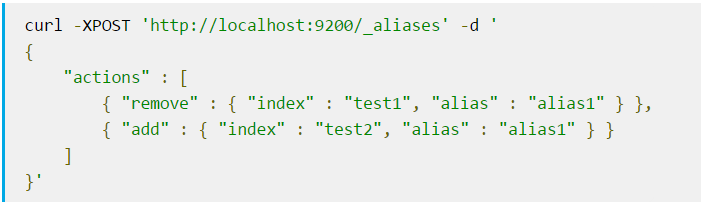 curl -XPOST 'http://localhost:9200/_aliases' -d '
{
    "actions" : [
        { "remove" : { "index" : "test1", "alias" : "alias1" } },
        { "add" : { "index" : "test2", "alias" : "alias1" } }
    ]
}'